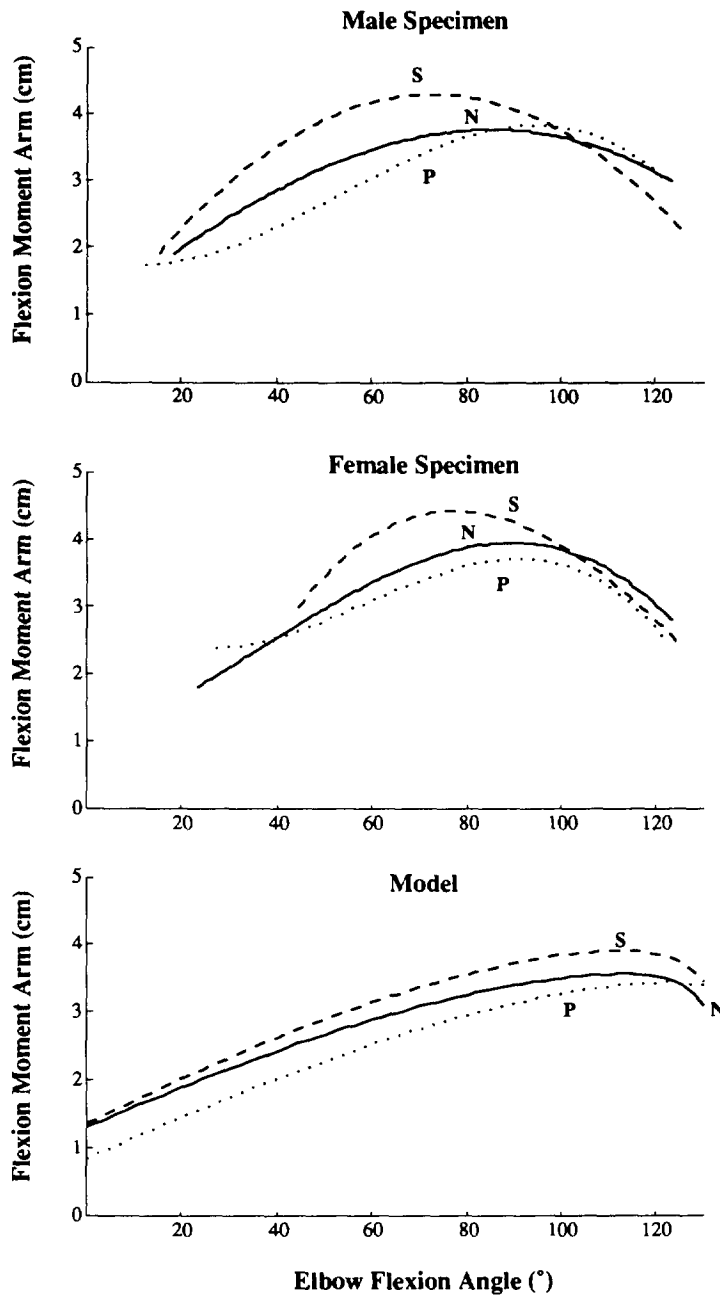 Male Specimen
Flexion Moment Arm (cm)
5
4
3
2
1
0
S
N
P
20 40 60 80 100 120
Female Specimen
Flexion Moment Arm (cm)
5
4
3
2
1
0
S
N
P
20 40 60 80 100 120
Model
Flexion Moment Arm (cm)
5
4
3
2
1
0
S
P
N
20 40 60 80 100 120
Elbow Flexion Angle (°)